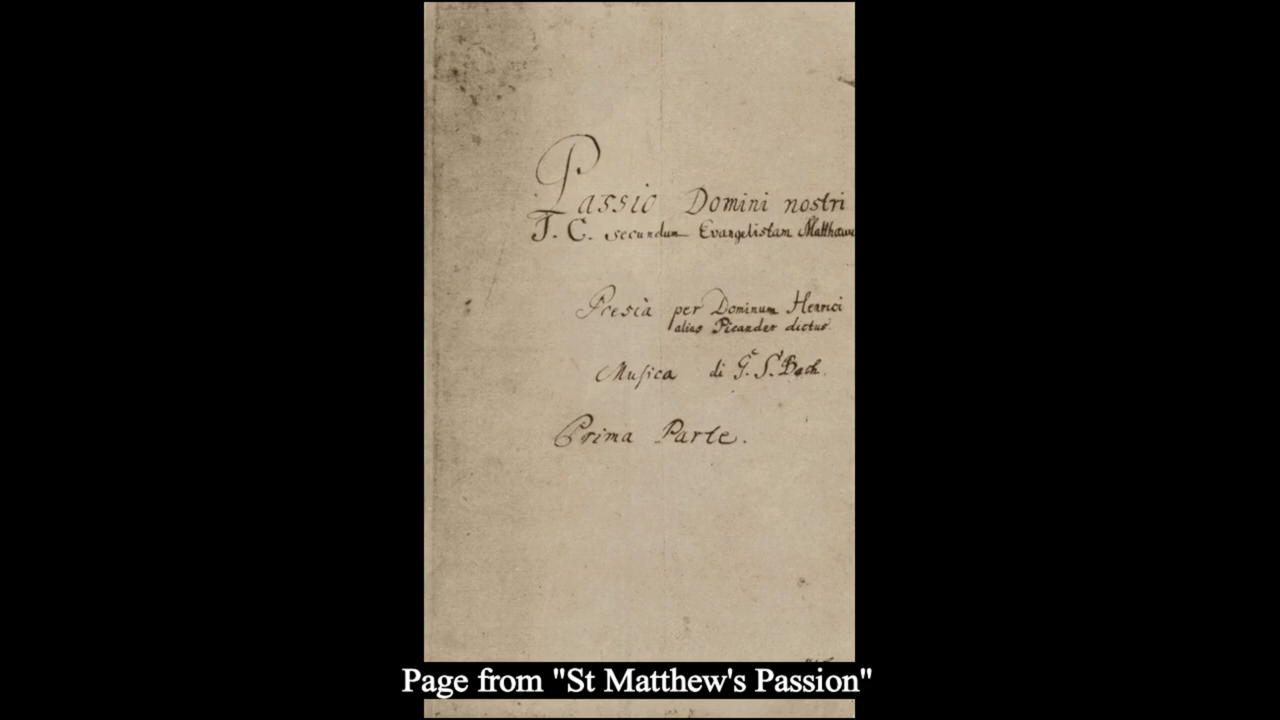 Passio Domini nostri
J. C. secundum Evangelistam Matthæu
Poesia per Dominum Henrici
alias Picander dictus
Musica di G. S. Bach.
Prima Parte.
Page from "St Matthew's Passion"